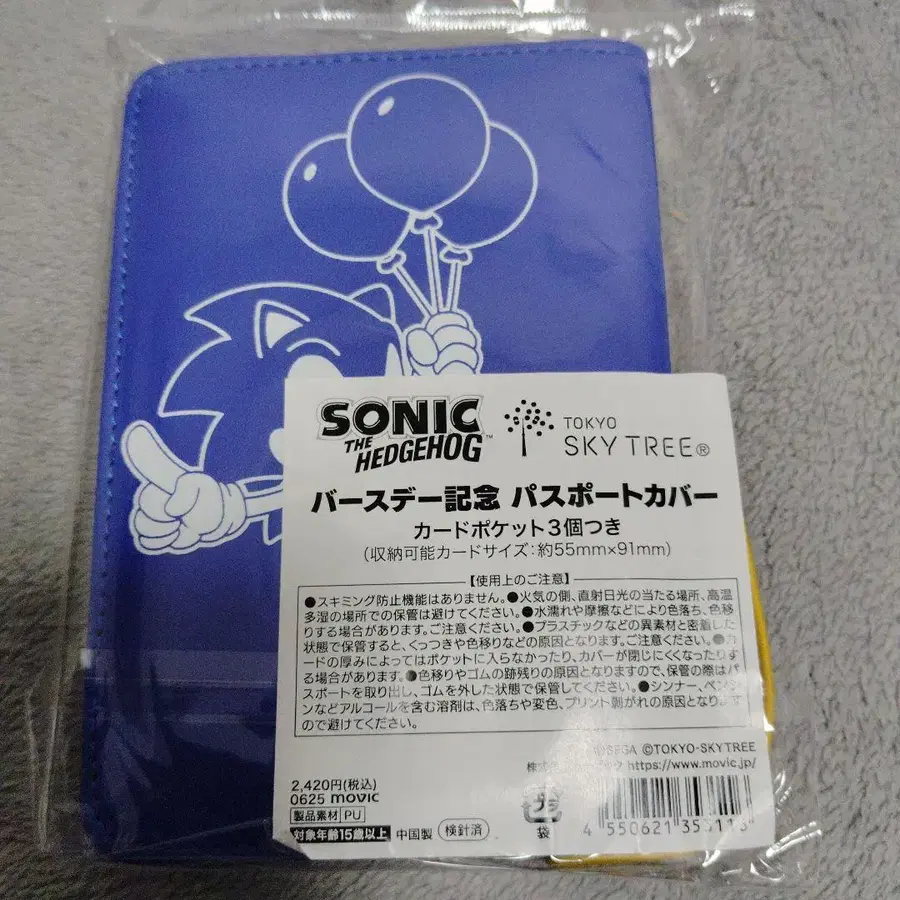 SONIC
THE
HEDGEHOG™
TOKYO
SKY TREE®
バースデー記念 パスポートカバー
カードポケット3個つき
(収納可能カードサイズ:約55mm×91mm)
【使用上のご注意】
●スキミング防止機能はありません。●火気の側、直射日光の当たる場所、高温
多湿の場所での保管は避けてください。●水濡れや摩擦などにより色落ち、色移
りする場合があります。ご注意ください。●プラスチックなどの異素材と密着した
状態で保管すると、くっつきや色移りなどの原因となります。ご注意ください。●カ
ードの厚みによってはポケットに入らなかったり、カバーが閉じにくくなったりす
る場合があります。●色移りやゴムの跡残りの原因となりますので、保管の際はパ
スポートを取り出し、ゴムを外した状態で保管してください。●シンナー、ベンジ
ンなどアルコールを含む溶剤は、色落ちや変色、プリント剥がれの原因となります
ので避けてください。
©SEGA ©TOKYO-SKYTREE
https://www.movic.jp/
2,420円(税込)
0625 movic
製品素材 PU
対象年齢15歳以上 中国製 検針済
プラ
袋